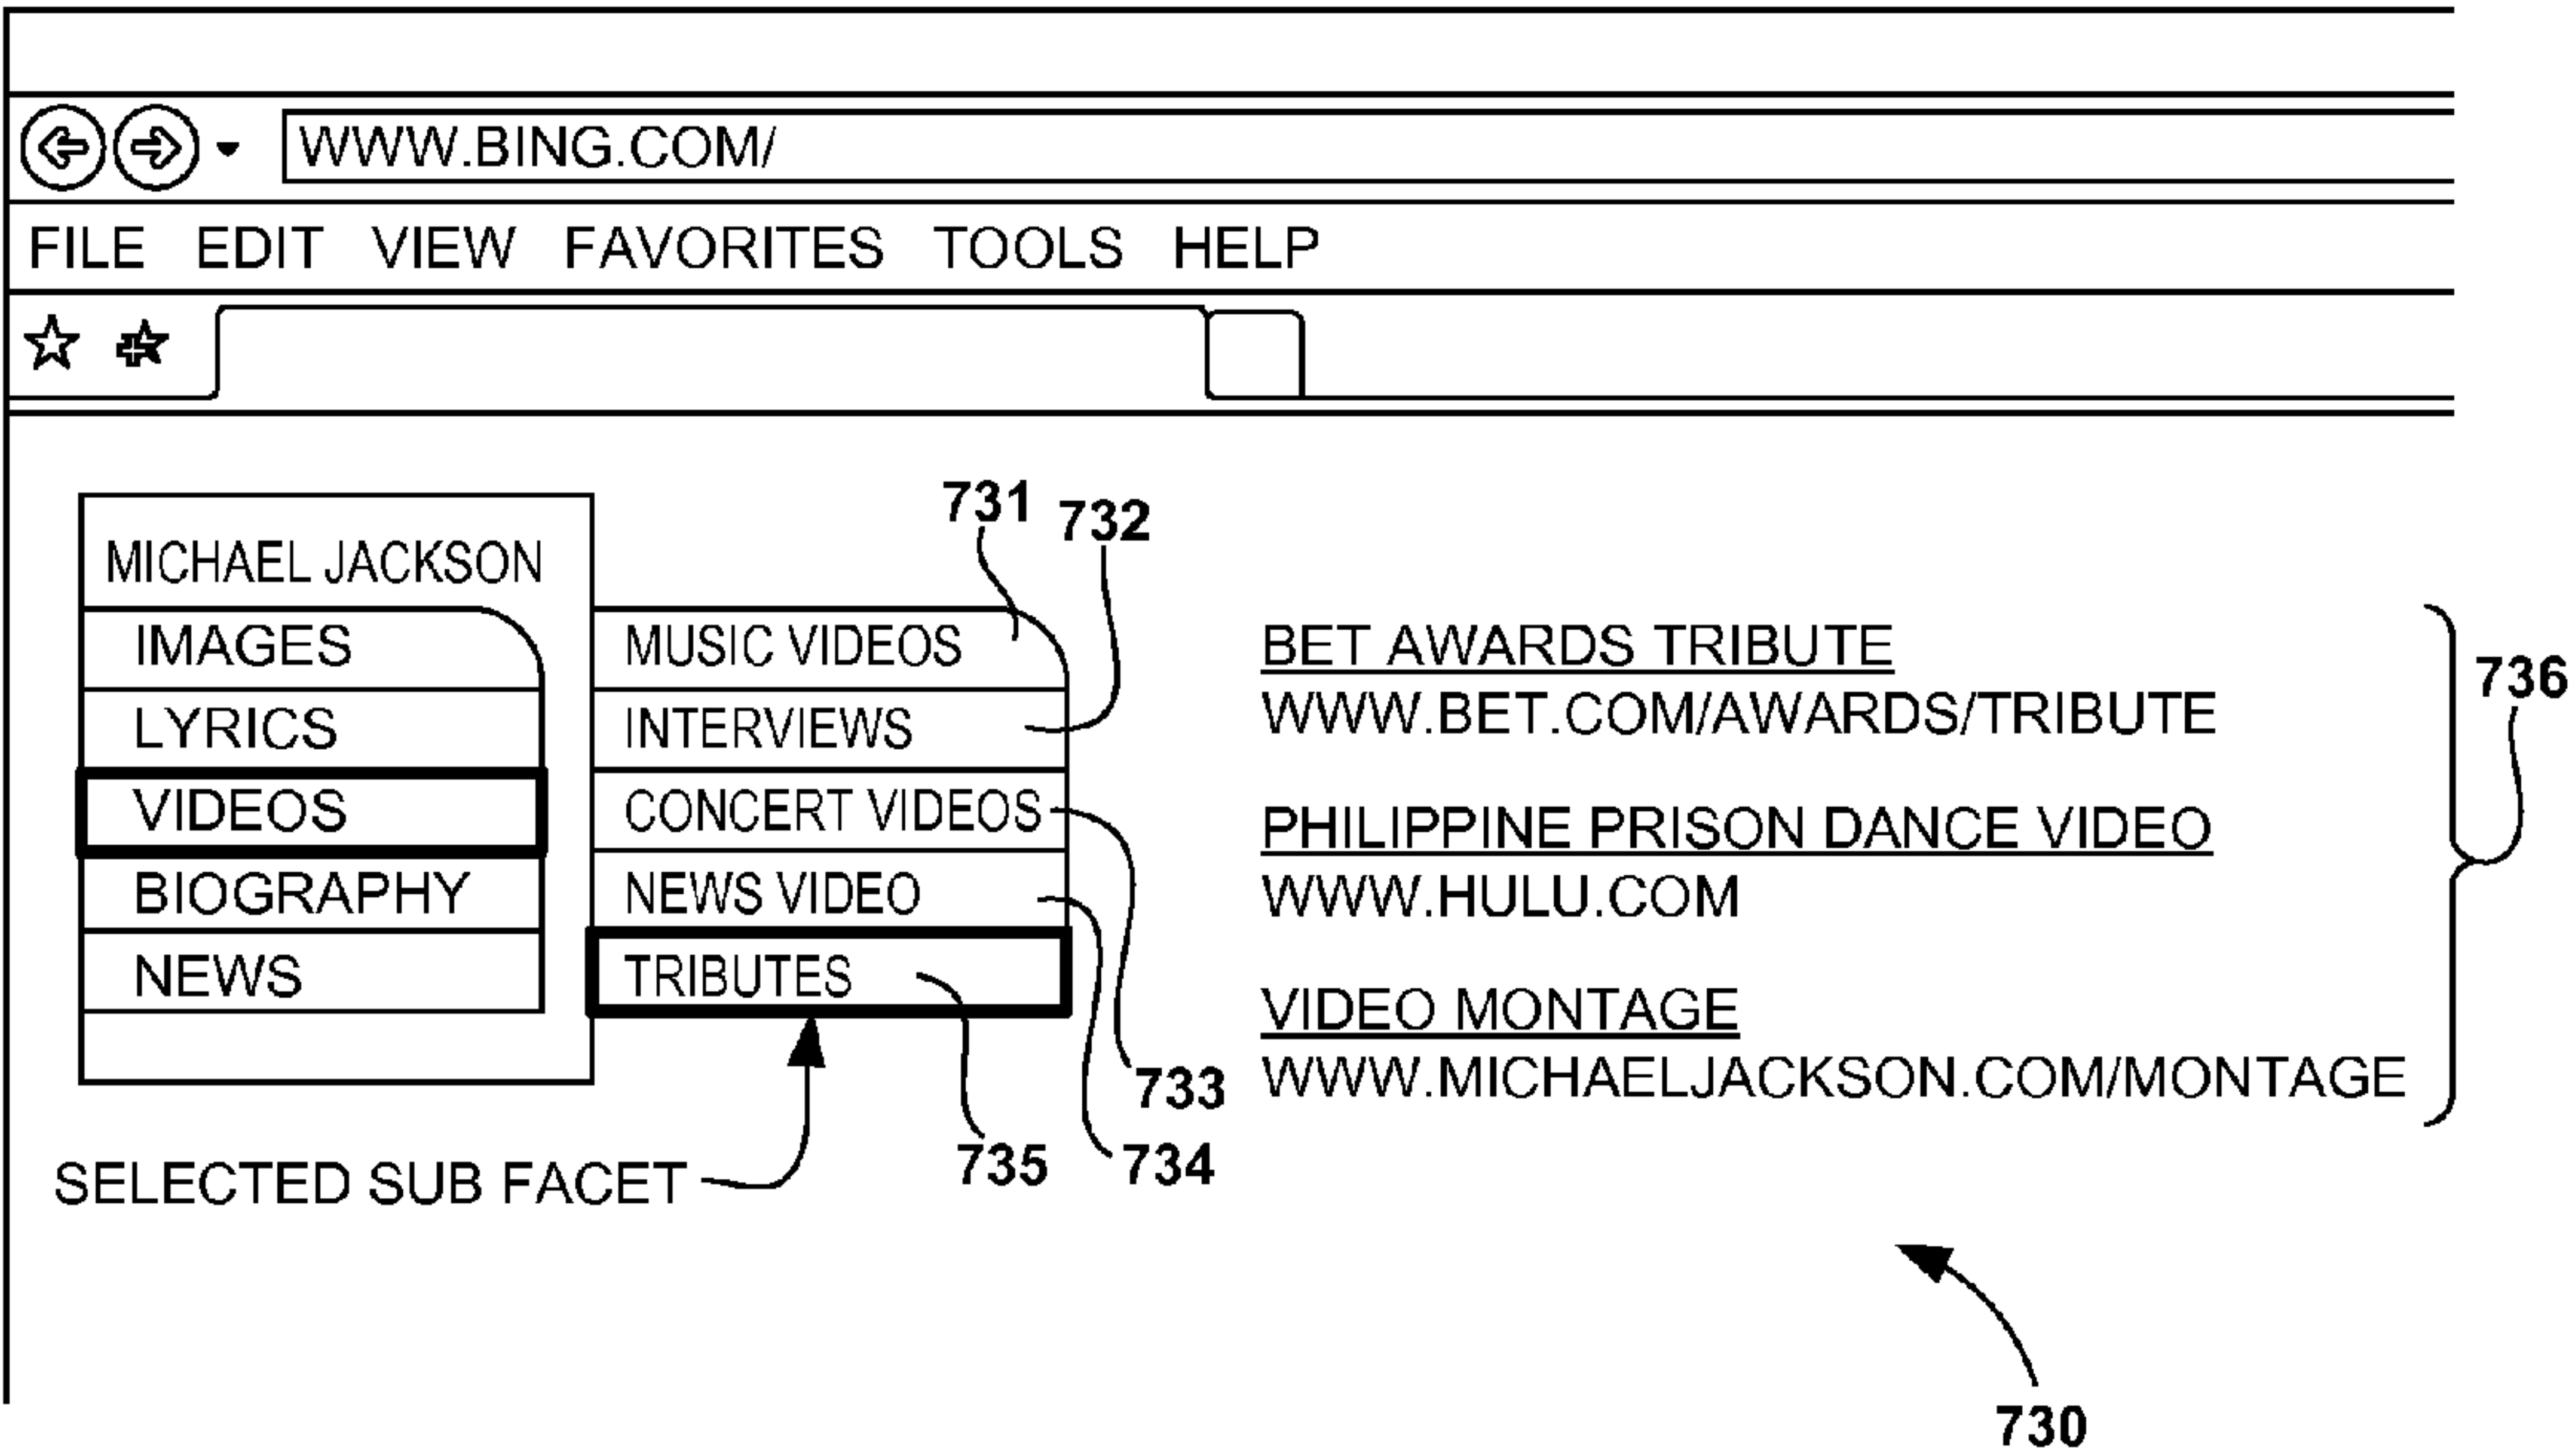 WWW.BING.COM/
FILE EDIT VIEW FAVORITES TOOLS HELP
731
732
MICHAEL JACKSON
IMAGES
LYRICS
VIDEOS
BIOGRAPHY
NEWS
MUSIC VIDEOS
INTERVIEWS
CONCERT VIDEOS
NEWS VIDEO
TRIBUTES
BET AWARDS TRIBUTE
WWW.BET.COM/AWARDS/TRIBUTE
PHILIPPINE PRISON DANCE VIDEO
WWW.HULU.COM
VIDEO MONTAGE
WWW.MICHAELJACKSON.COM/MONTAGE
736
733
734
735
SELECTED SUB FACET
730